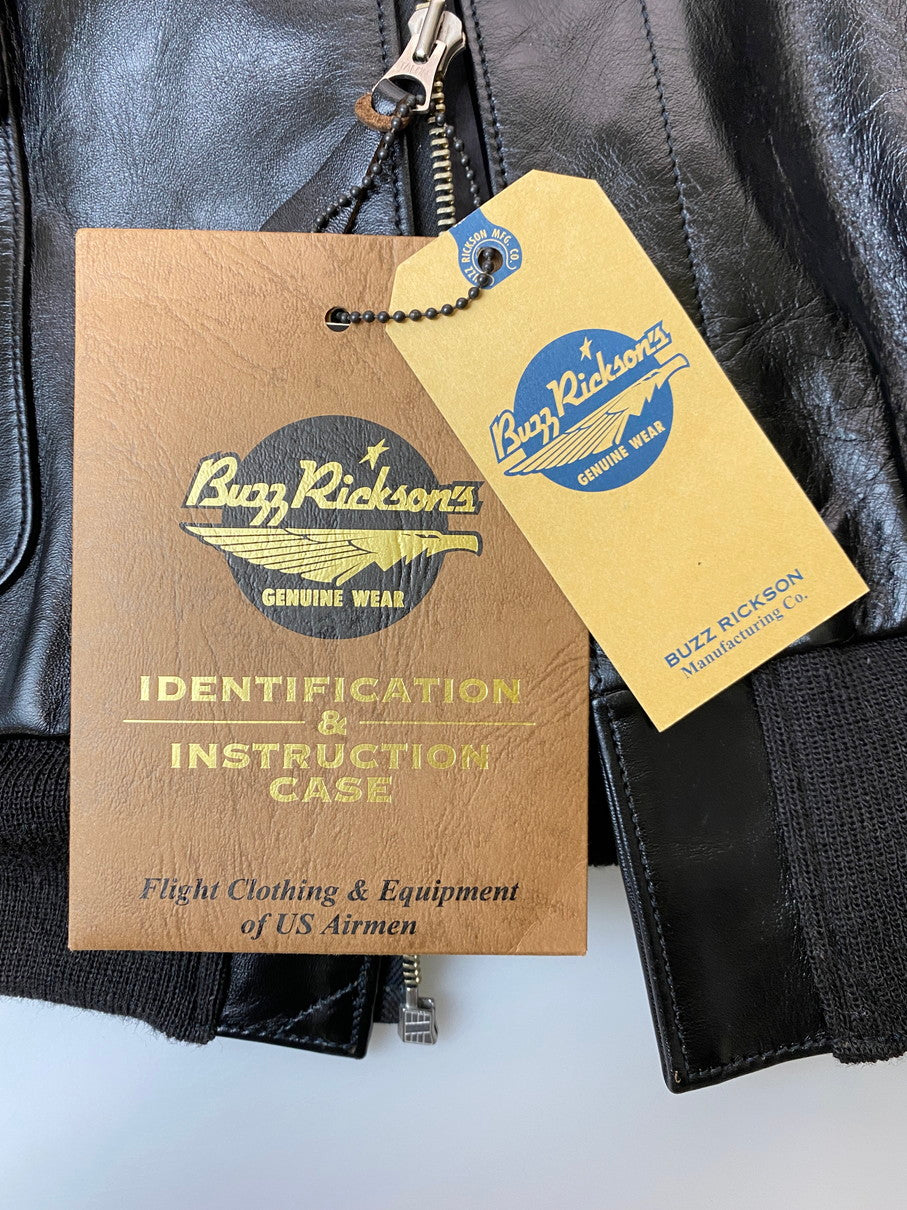 Buzz Rickson's
GENUINE WEAR
IDENTIFICATION
&
INSTRUCTION
CASE
Flight Clothing & Equipment
of US Airmen
BUZZ RICKSON MFG. CO.
Buzz Rickson's
GENUINE WEAR
BUZZ RICKSON
Manufacturing Co.